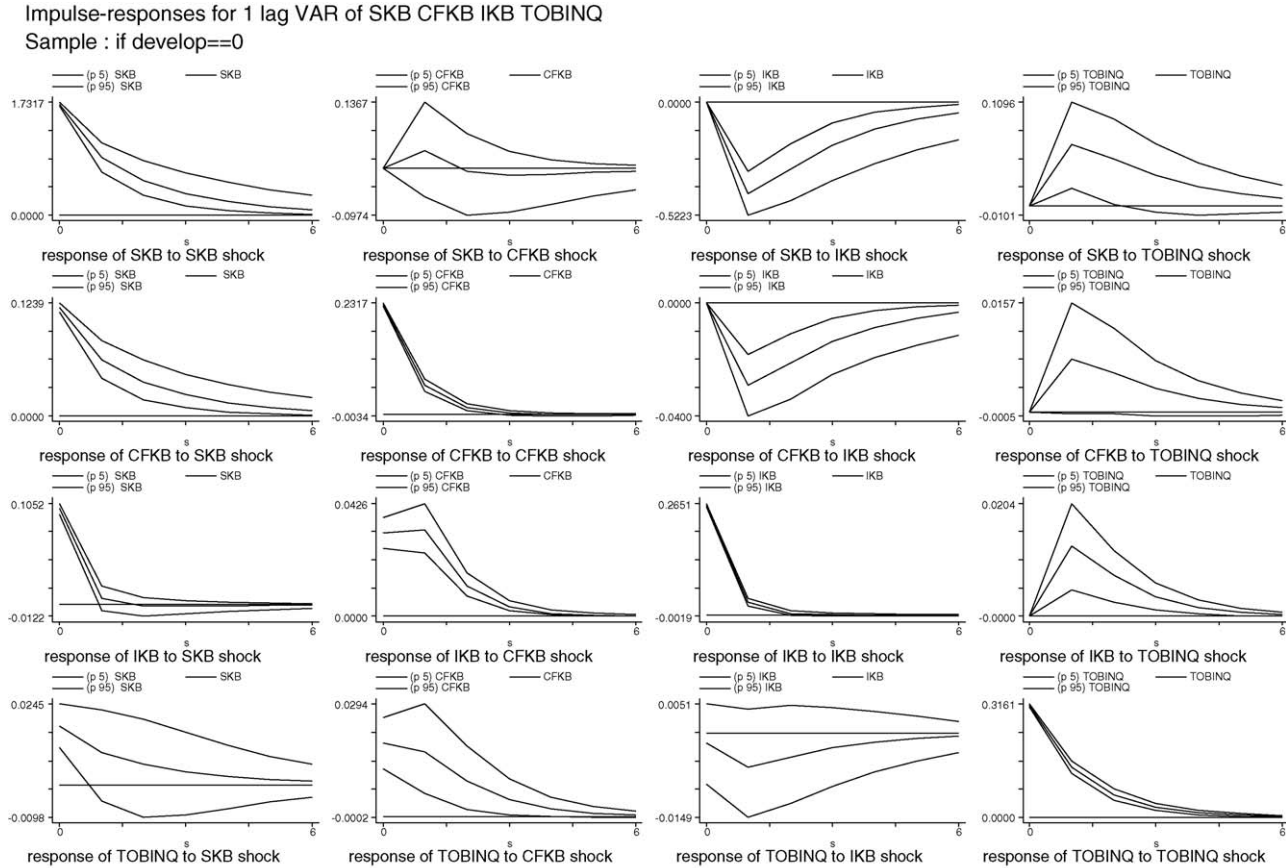 Impulse-responses for 1 lag VAR of SKB CFKB IKB TOBINQ
Sample : if develop==0
(p 5) SKB SKB
(p 95) SKB
1.7317
0.0000
0 s 6
response of SKB to SKB shock
(p 5) CFKB CFKB
(p 95) CFKB
0.1367
-0.0974
0 s 6
response of SKB to CFKB shock
(p 5) IKB IKB
(p 95) IKB
0.0000
-0.5223
0 s 6
response of SKB to IKB shock
(p 5) TOBINQ TOBINQ
(p 95) TOBINQ
0.1096
-0.0101
0 s 6
response of SKB to TOBINQ shock
(p 5) SKB SKB
(p 95) SKB
0.1239
0.0000
0 s 6
response of CFKB to SKB shock
(p 5) CFKB CFKB
(p 95) CFKB
0.2317
-0.0034
0 s 6
response of CFKB to CFKB shock
(p 5) IKB IKB
(p 95) IKB
0.0000
-0.0400
0 s 6
response of CFKB to IKB shock
(p 5) TOBINQ TOBINQ
(p 95) TOBINQ
0.0157
-0.0005
0 s 6
response of CFKB to TOBINQ shock
(p 5) SKB SKB
(p 95) SKB
0.1052
-0.0122
0 s 6
response of IKB to SKB shock
(p 5) CFKB CFKB
(p 95) CFKB
0.0426
0.0000
0 s 6
response of IKB to CFKB shock
(p 5) IKB IKB
(p 95) IKB
0.2651
-0.0019
0 s 6
response of IKB to IKB shock
(p 5) TOBINQ TOBINQ
(p 95) TOBINQ
0.0204
-0.0000
0 s 6
response of IKB to TOBINQ shock
(p 5) SKB SKB
(p 95) SKB
0.0245
-0.0098
0 s 6
response of TOBINQ to SKB shock
(p 5) CFKB CFKB
(p 95) CFKB
0.0294
-0.0002
0 s 6
response of TOBINQ to CFKB shock
(p 5) IKB IKB
(p 95) IKB
0.0051
-0.0149
0 s 6
response of TOBINQ to IKB shock
(p 5) TOBINQ TOBINQ
(p 95) TOBINQ
0.3161
0.0000
0 s 6
response of TOBINQ to TOBINQ shock